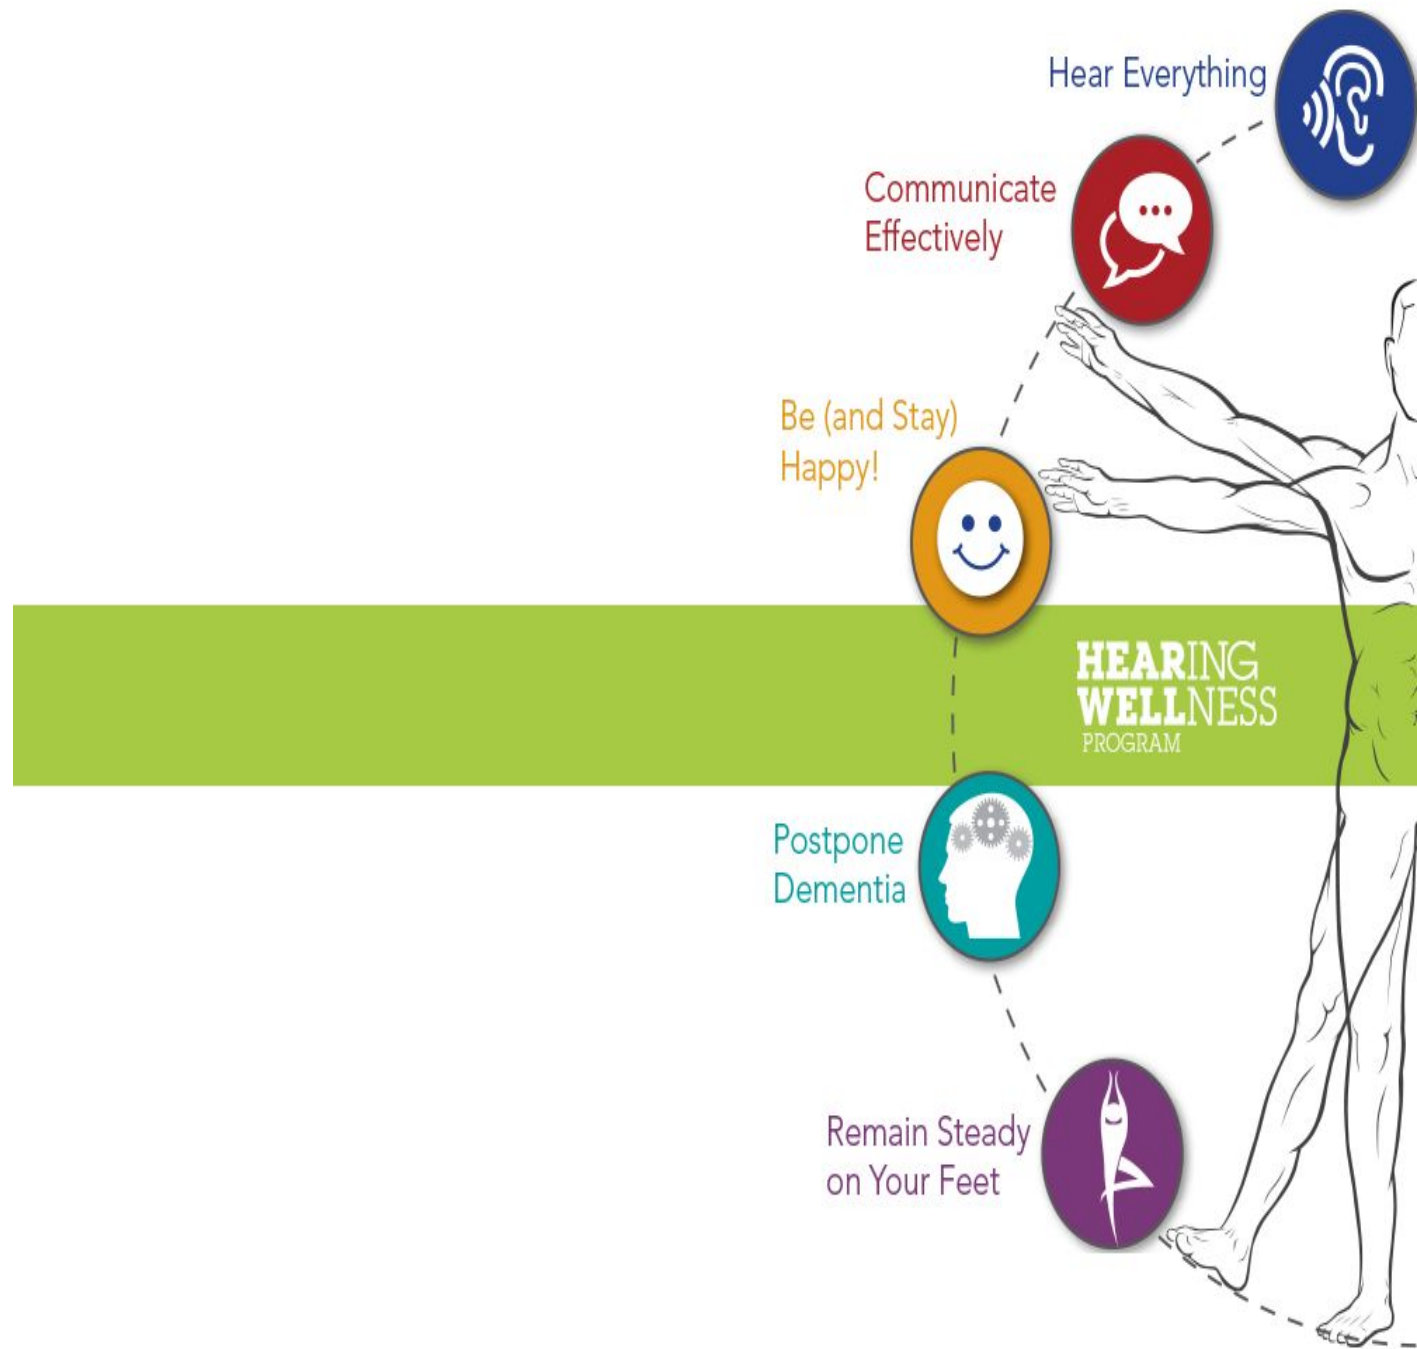 Hear Everything
Communicate
Effectively
Be (and Stay)
Happy!
HEARING
WELLNESS
PROGRAM
Postpone
Dementia
Remain Steady
on Your Feet